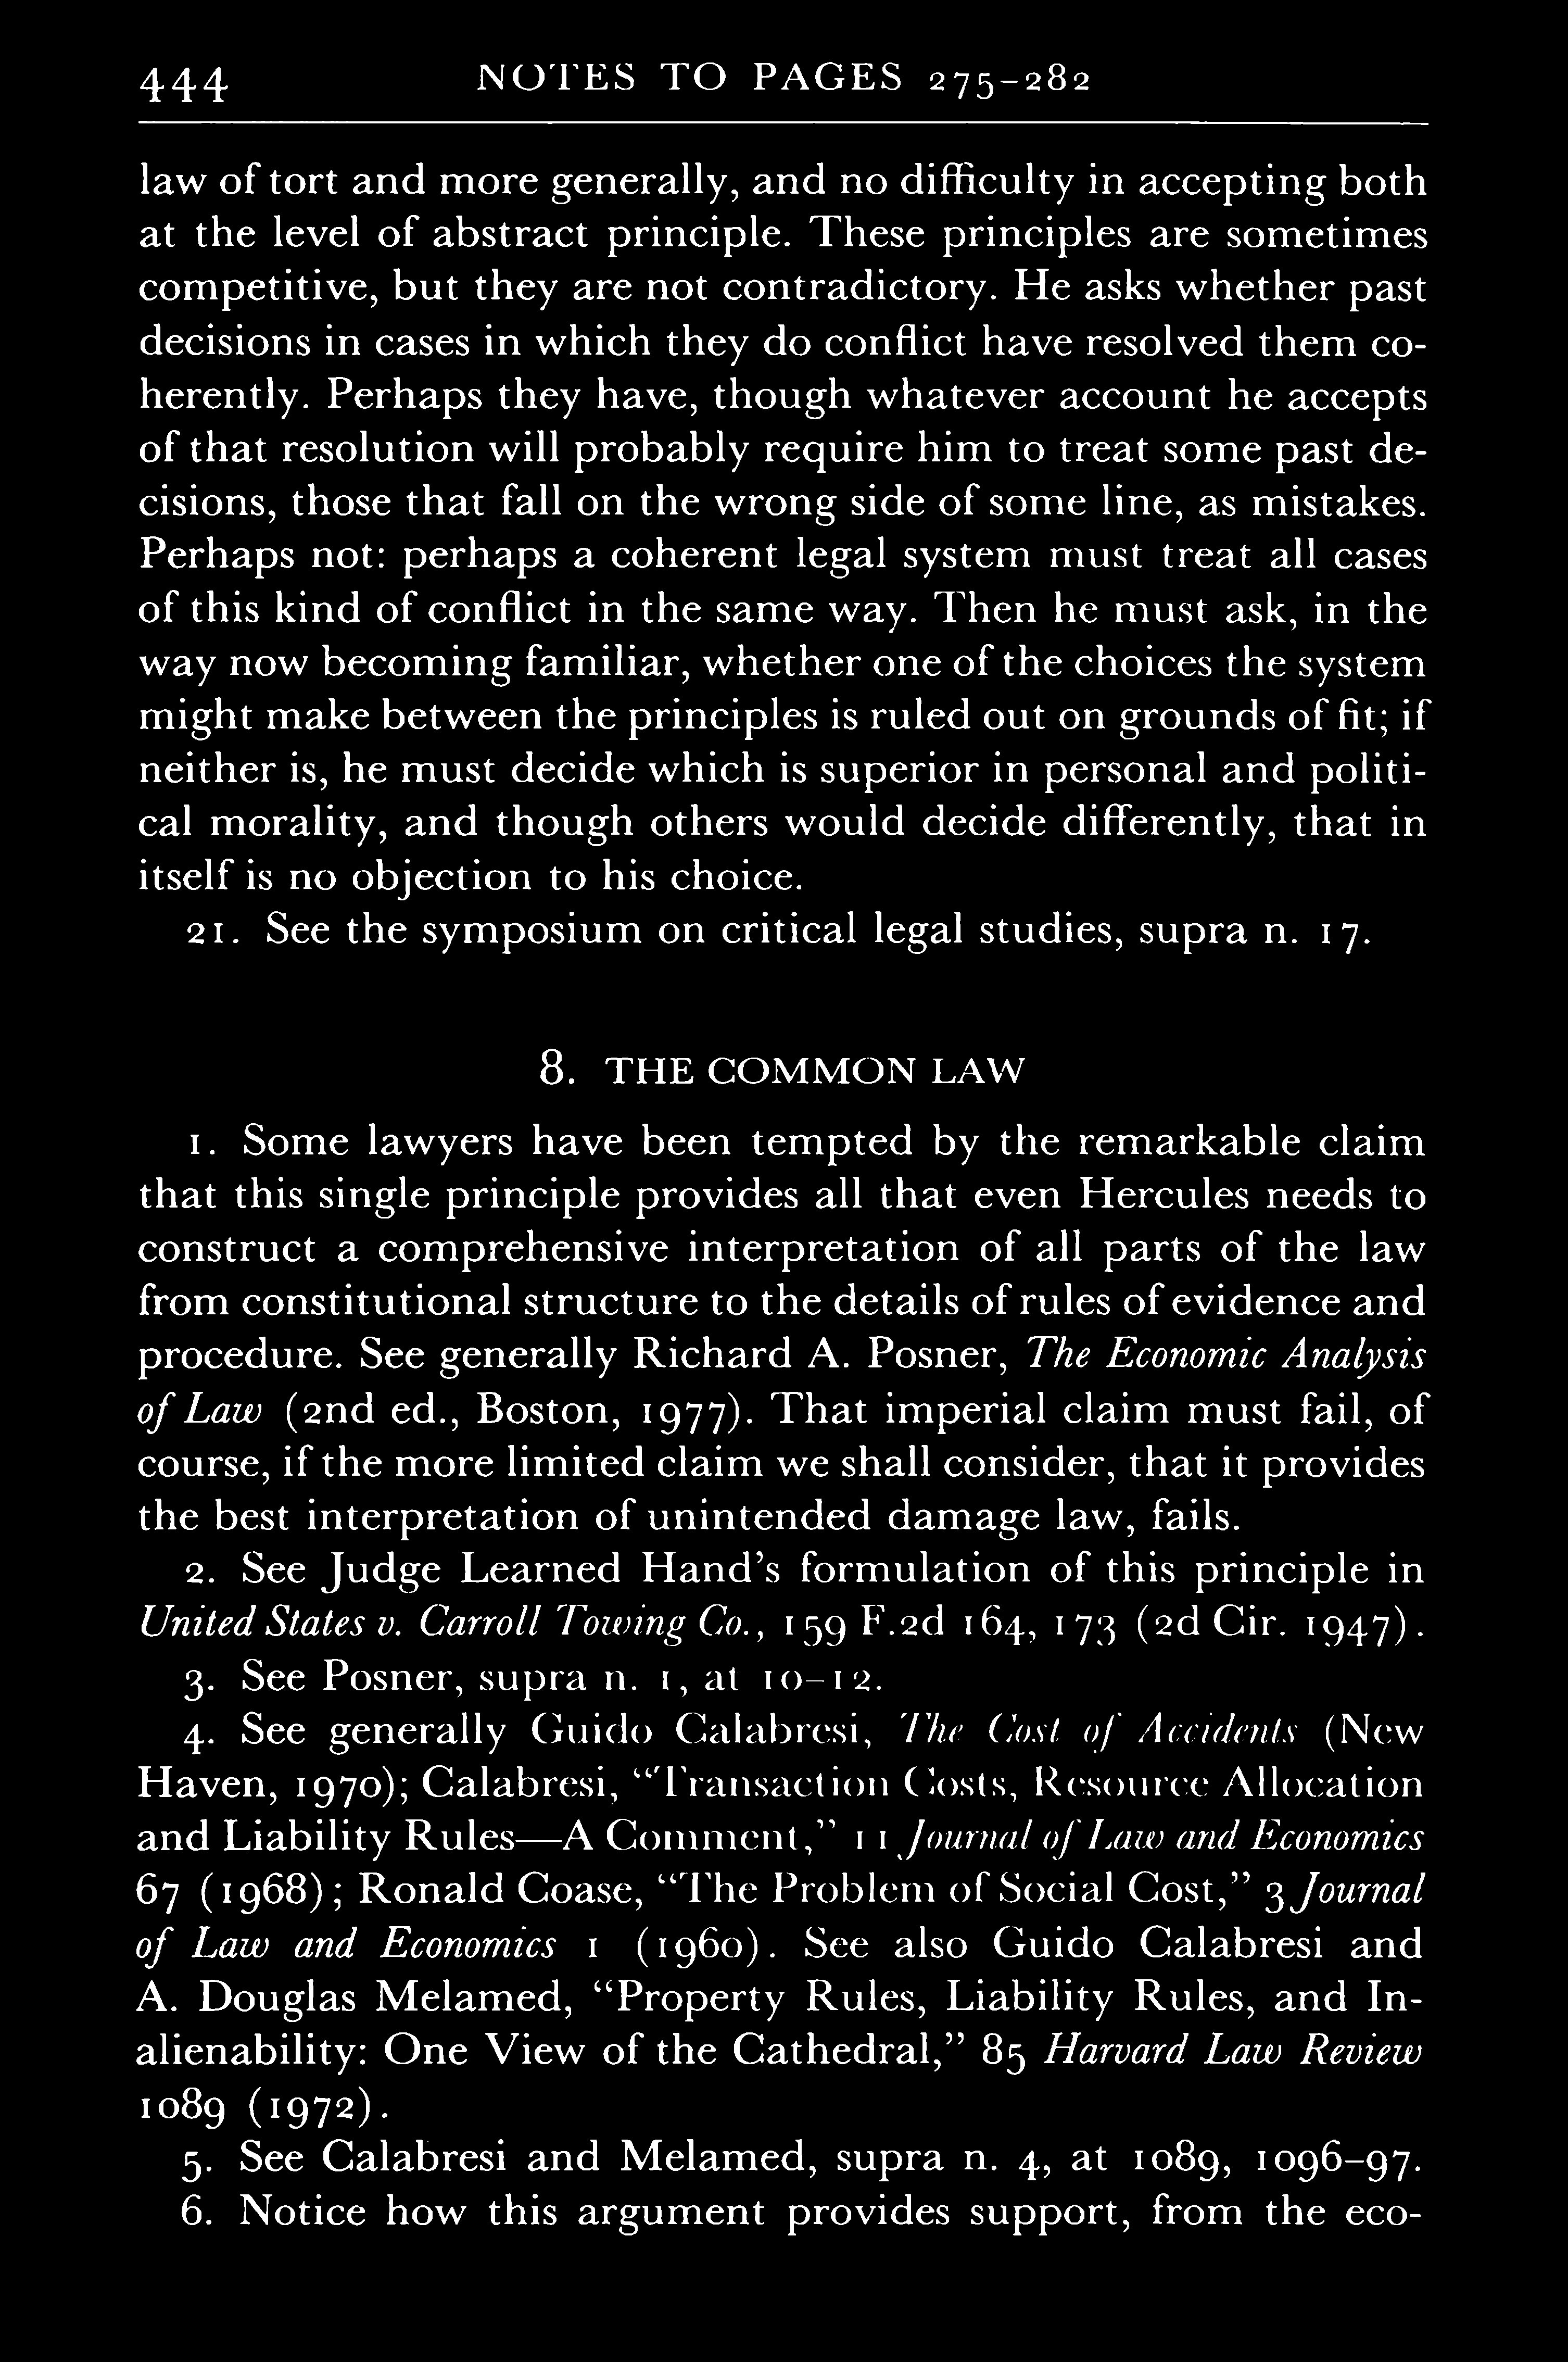 444 NOTES TO PAGES 275–282
law of tort and more generally, and no difficulty in accepting both
at the level of abstract principle. These principles are sometimes
competitive, but they are not contradictory. He asks whether past
decisions in cases in which they do conflict have resolved them co-
herently. Perhaps they have, though whatever account he accepts
of that resolution will probably require him to treat some past de-
cisions, those that fall on the wrong side of some line, as mistakes.
Perhaps not: perhaps a coherent legal system must treat all cases
of this kind of conflict in the same way. Then he must ask, in the
way now becoming familiar, whether one of the choices the system
might make between the principles is ruled out on grounds of fit; if
neither is, he must decide which is superior in personal and politi-
cal morality, and though others would decide differently, that in
itself is no objection to his choice.
21. See the symposium on critical legal studies, supra n. 17.
8. THE COMMON LAW
1. Some lawyers have been tempted by the remarkable claim
that this single principle provides all that even Hercules needs to
construct a comprehensive interpretation of all parts of the law
from constitutional structure to the details of rules of evidence and
procedure. See generally Richard A. Posner, The Economic Analysis
of Law (2nd ed., Boston, 1977). That imperial claim must fail, of
course, if the more limited claim we shall consider, that it provides
the best interpretation of unintended damage law, fails.
2. See Judge Learned Hand's formulation of this principle in
United States v. Carroll Towing Co., 159 F.2d 164, 173 (2d Cir. 1947).
3. See Posner, supra n. 1, at 10–12.
4. See generally Guido Calabresi, The Cost of Accidents (New
Haven, 1970); Calabresi, “Transaction Costs, Resource Allocation
and Liability Rules—A Comment,” 11 Journal of Law and Economics
67 (1968); Ronald Coase, “The Problem of Social Cost,” 3 Journal
of Law and Economics 1 (1960). See also Guido Calabresi and
A. Douglas Melamed, “Property Rules, Liability Rules, and In-
alienability: One View of the Cathedral,” 85 Harvard Law Review
1089 (1972).
5. See Calabresi and Melamed, supra n. 4, at 1089, 1096–97.
6. Notice how this argument provides support, from the eco-